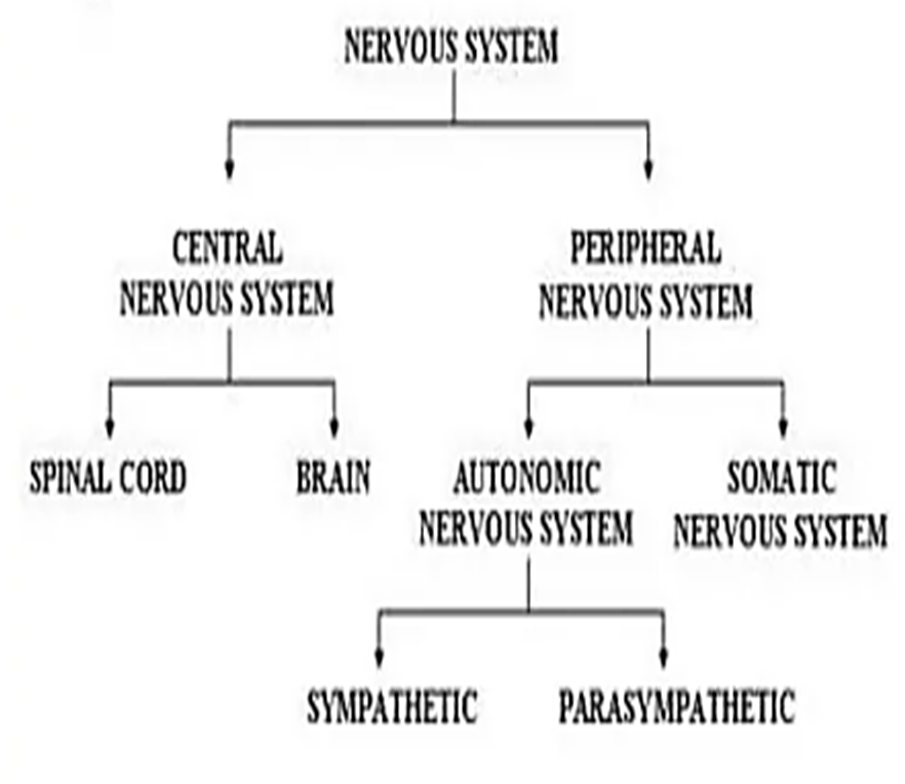 NERVOUS SYSTEM
CENTRAL
NERVOUS SYSTEM
PERIPHERAL
NERVOUS SYSTEM
SPINAL CORD
BRAIN
AUTONOMIC
NERVOUS SYSTEM
SOMATIC
NERVOUS SYSTEM
SYMPATHETIC
PARASYMPATHETIC